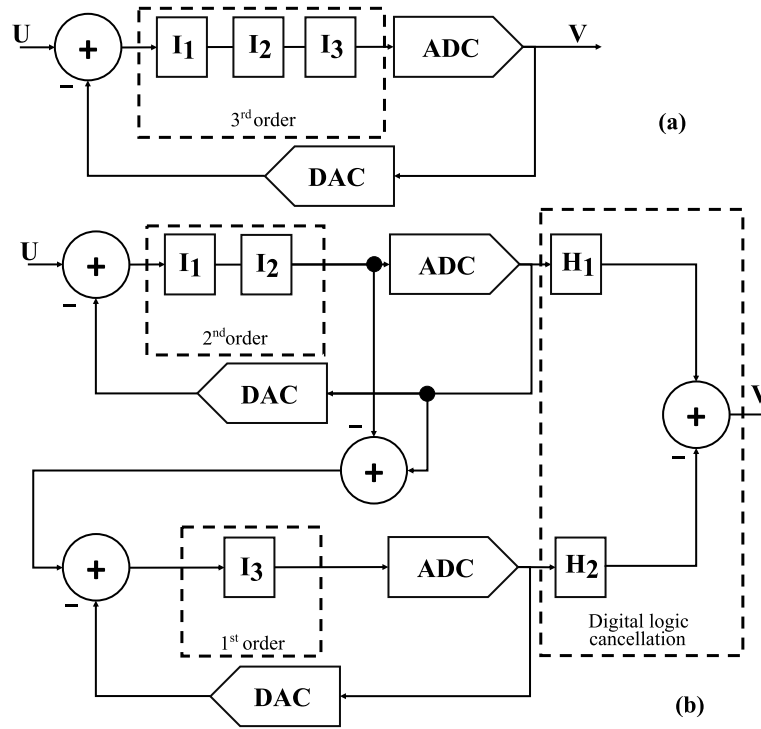 U
+
−
I1
I2
I3
3rd order
ADC
V
DAC
(a)
U
+
−
I1
I2
2nd order
ADC
H1
DAC
−
+
V
+
−
+
−
I3
1st order
ADC
H2
DAC
Digital logic
cancellation
(b)